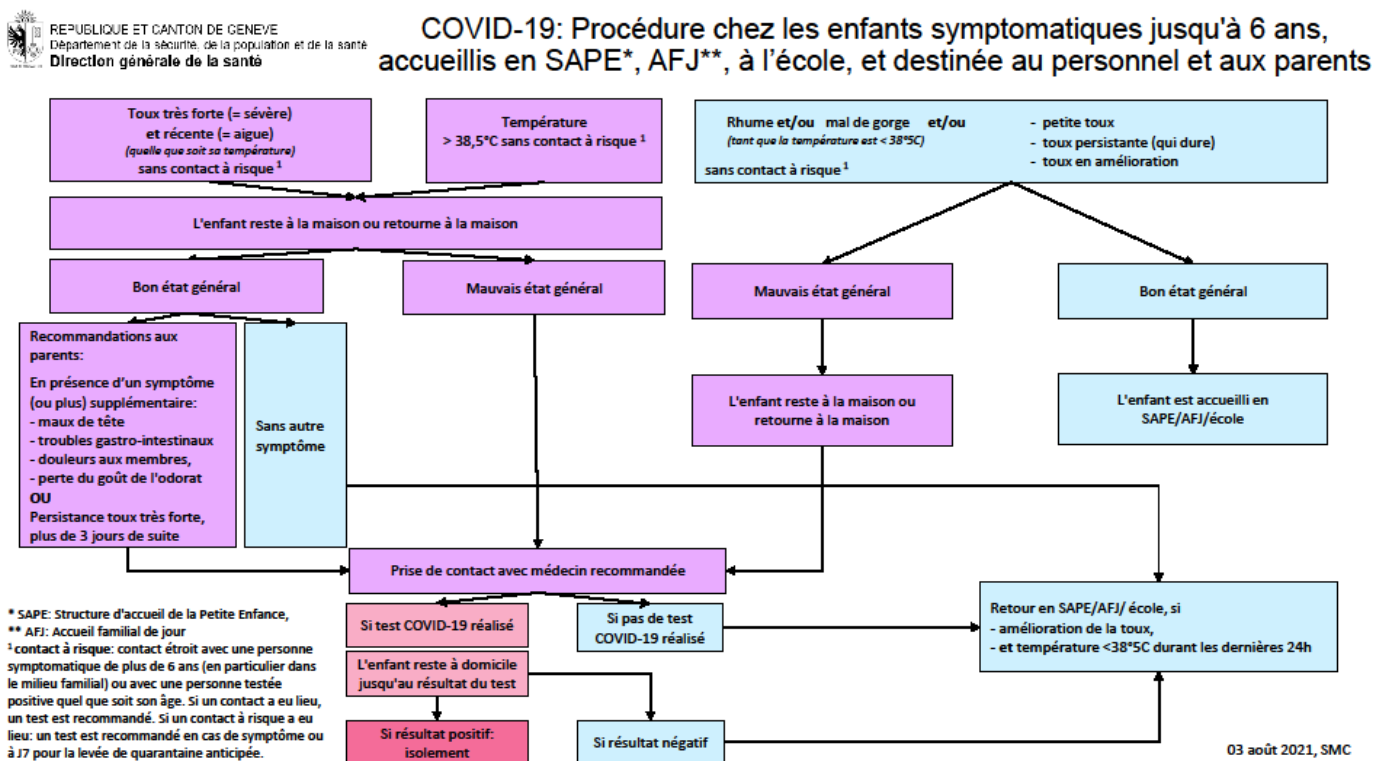 REPUBLIQUE ET CANTON DE GENEVE
Département de la sécurité, de la population et de la santé
Direction générale de la santé
COVID-19: Procédure chez les enfants symptomatiques jusqu'à 6 ans,
accueillis en SAPE*, AFJ**, à l'école, et destinée au personnel et aux parents
Toux très forte (= sévère)
et récente (= aigue)
(quelle que soit sa température)
sans contact à risque ¹
Température
> 38,5°C sans contact à risque ¹
Rhume et/ou mal de gorge et/ou
(tant que la température est < 38°5C)
sans contact à risque ¹
- petite toux
- toux persistante (qui dure)
- toux en amélioration
L'enfant reste à la maison ou retourne à la maison
Bon état général
Mauvais état général
Mauvais état général
Bon état général
Recommandations aux
parents:
En présence d'un symptôme
(ou plus) supplémentaire:
- maux de tête
- troubles gastro-intestinaux
- douleurs aux membres,
- perte du goût de l'odorat
OU
Persistance toux très forte,
plus de 3 jours de suite
Sans autre
symptôme
L'enfant reste à la maison ou
retourne à la maison
L'enfant est accueilli en
SAPE/AFJ/école
Prise de contact avec médecin recommandée
Si test COVID-19 réalisé
Si pas de test
COVID-19 réalisé
L'enfant reste à domicile
jusqu'au résultat du test
Si résultat positif:
isolement
Si résultat négatif
Retour en SAPE/AFJ/ école, si
- amélioration de la toux,
- et température <38°5C durant les dernières 24h
* SAPE: Structure d'accueil de la Petite Enfance,
** AFJ: Accueil familial de jour
¹ contact à risque: contact étroit avec une personne
symptomatique de plus de 6 ans (en particulier dans
le milieu familial) ou avec une personne testée
positive quel que soit son âge. Si un contact a eu lieu,
un test est recommandé. Si un contact à risque a eu
lieu: un test est recommandé en cas de symptôme ou
à J7 pour la levée de quarantaine anticipée.
03 août 2021, SMC